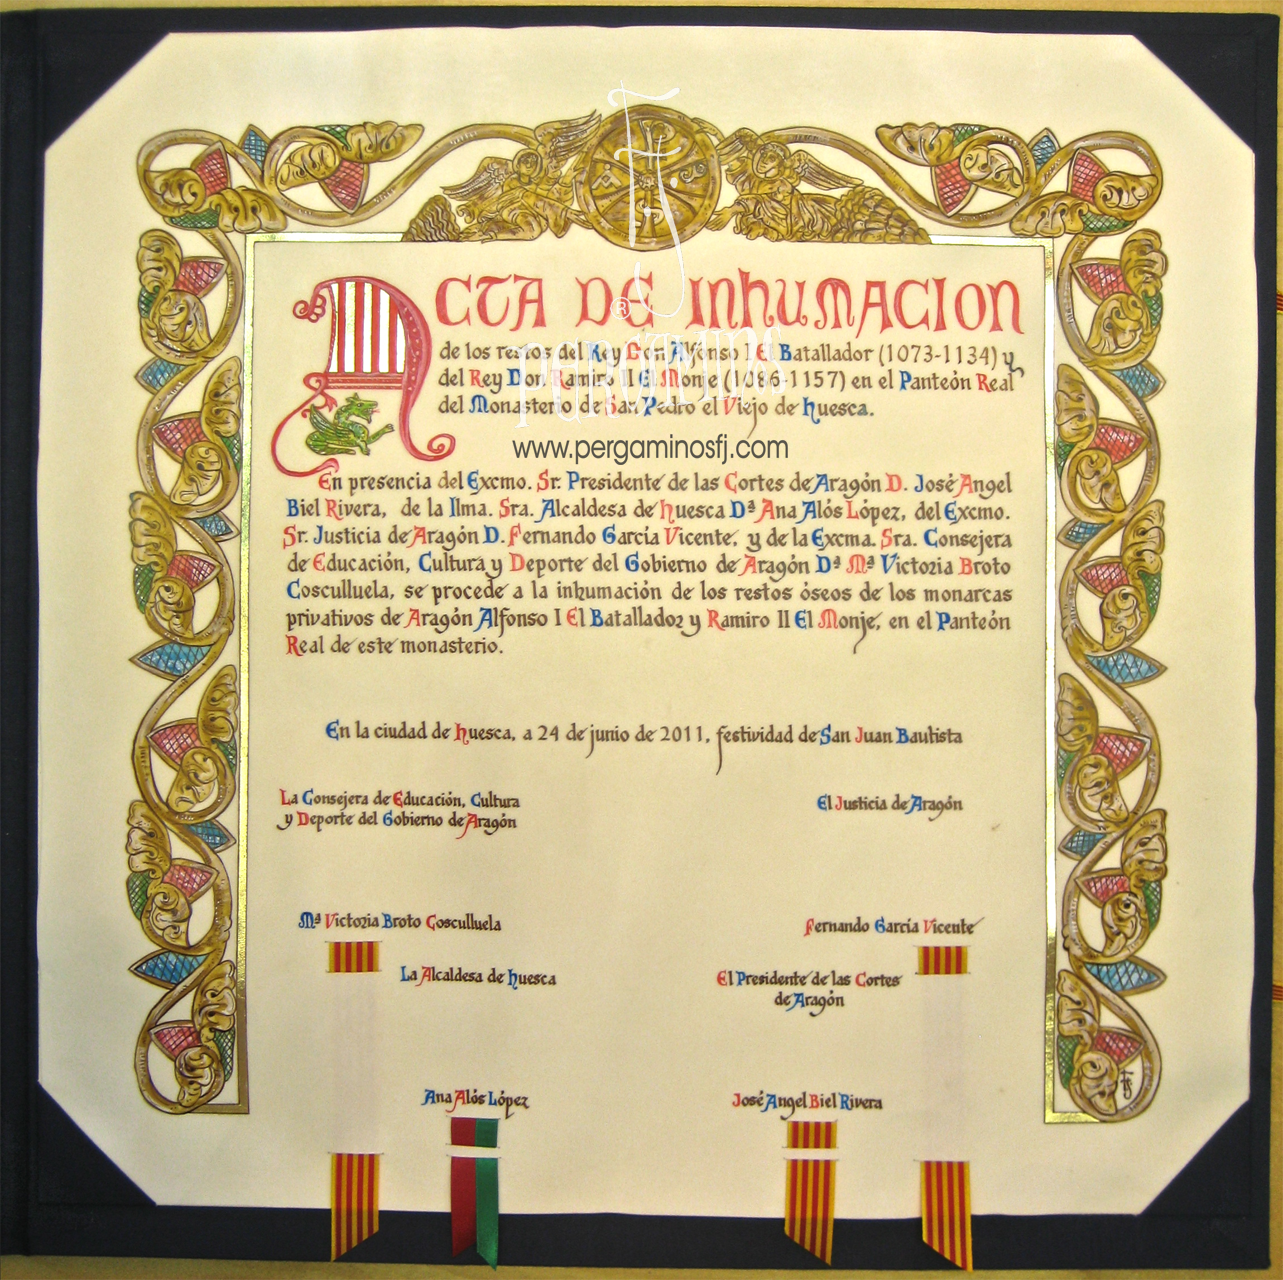 ACTA DE INHUMACION
de los restos del Rey Don Alfonso I El Batallador (1073-1134) y
del Rey Don Ramiro II El Monje (1086-1157) en el Panteón Real
del Monasterio de San Pedro el Viejo de Huesca.
FJ ®
PERGAMINOS
www.pergaminosfj.com
En presencia del Excmo. Sr. Presidente de las Cortes de Aragón D. José Angel
Biel Rivera, de la Ilma. Sra. Alcaldesa de Huesca Dª Ana Alós López, del Excmo.
Sr. Justicia de Aragón D. Fernando García Vicente, y de la Excma. Sra. Consejera
de Educación, Cultura y Deporte del Gobierno de Aragón Dª Mª Victoria Broto
Cosculluela, se procede a la inhumación de los restos óseos de los monarcas
privativos de Aragón Alfonso I El Batallador y Ramiro II El Monje, en el Panteón
Real de este monasterio.
En la ciudad de Huesca, a 24 de junio de 2011, festividad de San Juan Bautista
La Consejera de Educación, Cultura
y Deporte del Gobierno de Aragón
El Justicia de Aragón
Mª Victoria Broto Cosculluela
Fernando García Vicente
La Alcaldesa de Huesca
El Presidente de las Cortes
de Aragón
Ana Alós López
José Angel Biel Rivera